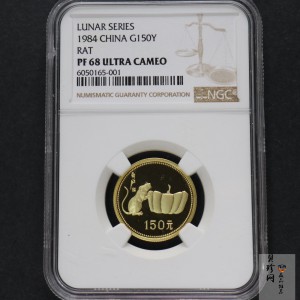 LUNAR SERIES
1984 CHINA G150Y
RAT
PF 68 ULTRA CAMEO
6050165-001
NUMISMATIC GUARANTY CORPORATION
NGC
150元